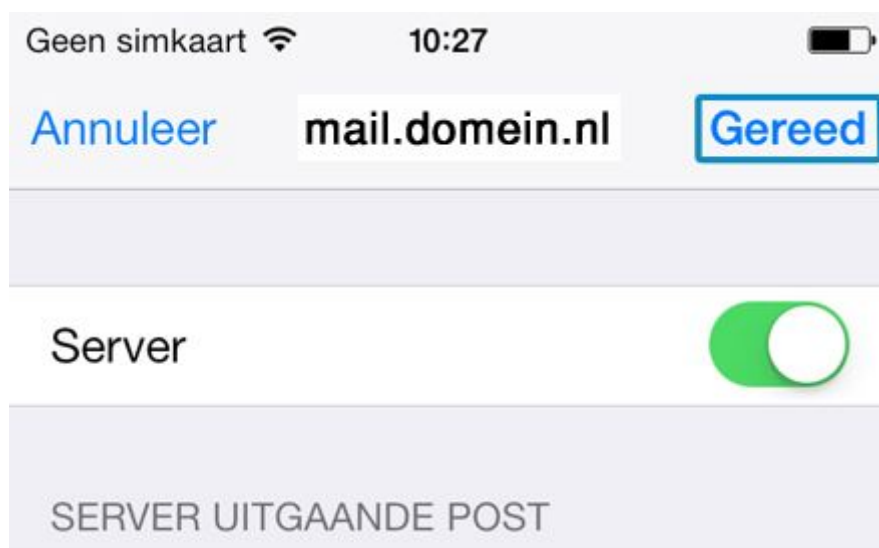 Geen simkaart 10:27
Annuleer mail.domein.nl Gereed
Server
SERVER UITGAANDE POST